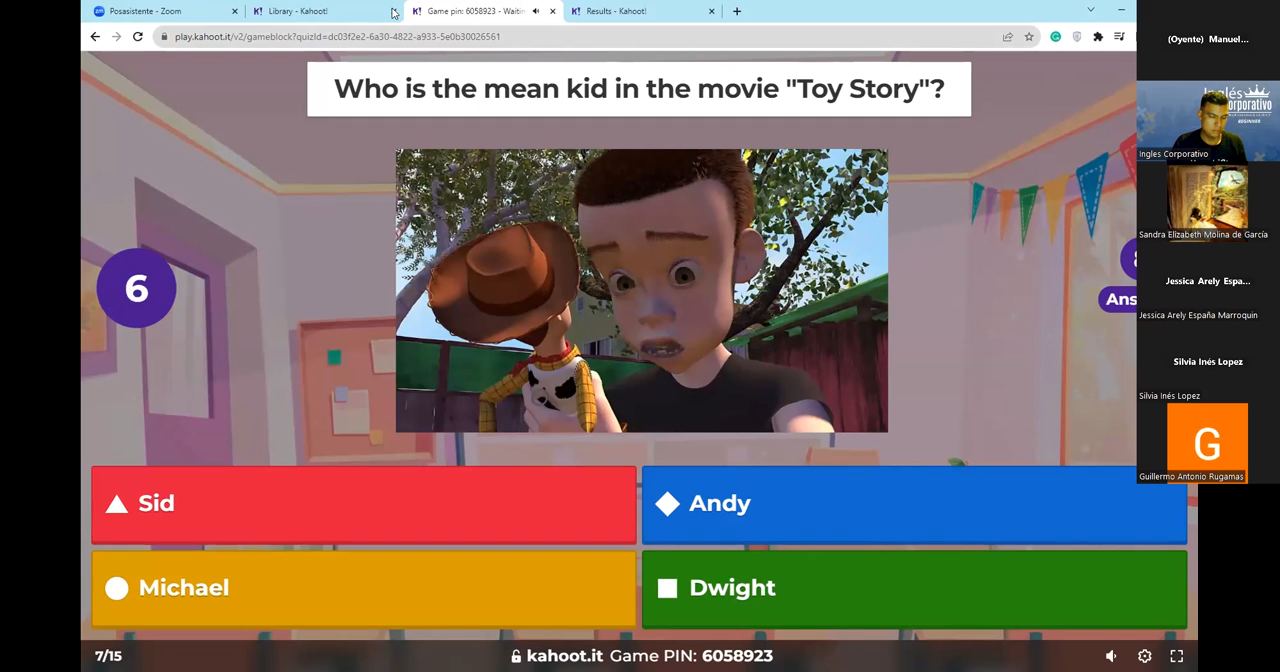 Posasistente - Zoom
Library - Kahoot!
Game pin: 6058923 - Waitin
Results - Kahoot!
play.kahoot.it/v2/gameblock?quizId=dc03f2e2-6a30-4822-a933-5e0b30026561
Who is the mean kid in the movie "Toy Story"?
6
Ans
Sid
Andy
Michael
Dwight
7/15
kahoot.it Game PIN: 6058923
(Oyente) Manuel...
Inglés
Corporativo
BEGINNER
Ingles Corporativo
Sandra Elizabeth Molina de García
Jessica Arely Espa...
Jessica Arely España Marroquin
Silvia Inés Lopez
Silvia Inés Lopez
G
Guillermo Antonio Rugamas